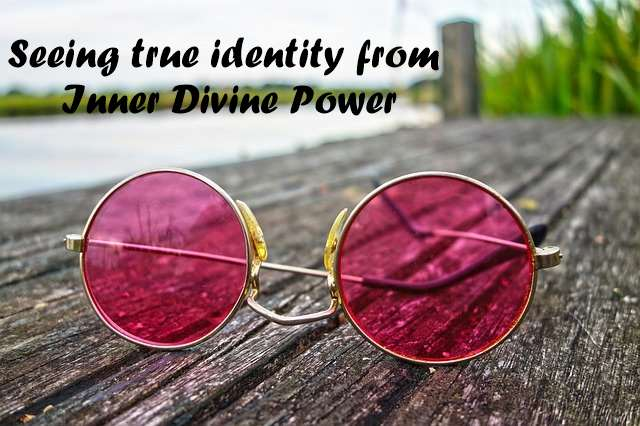 Seeing true identity from
Inner Divine Power